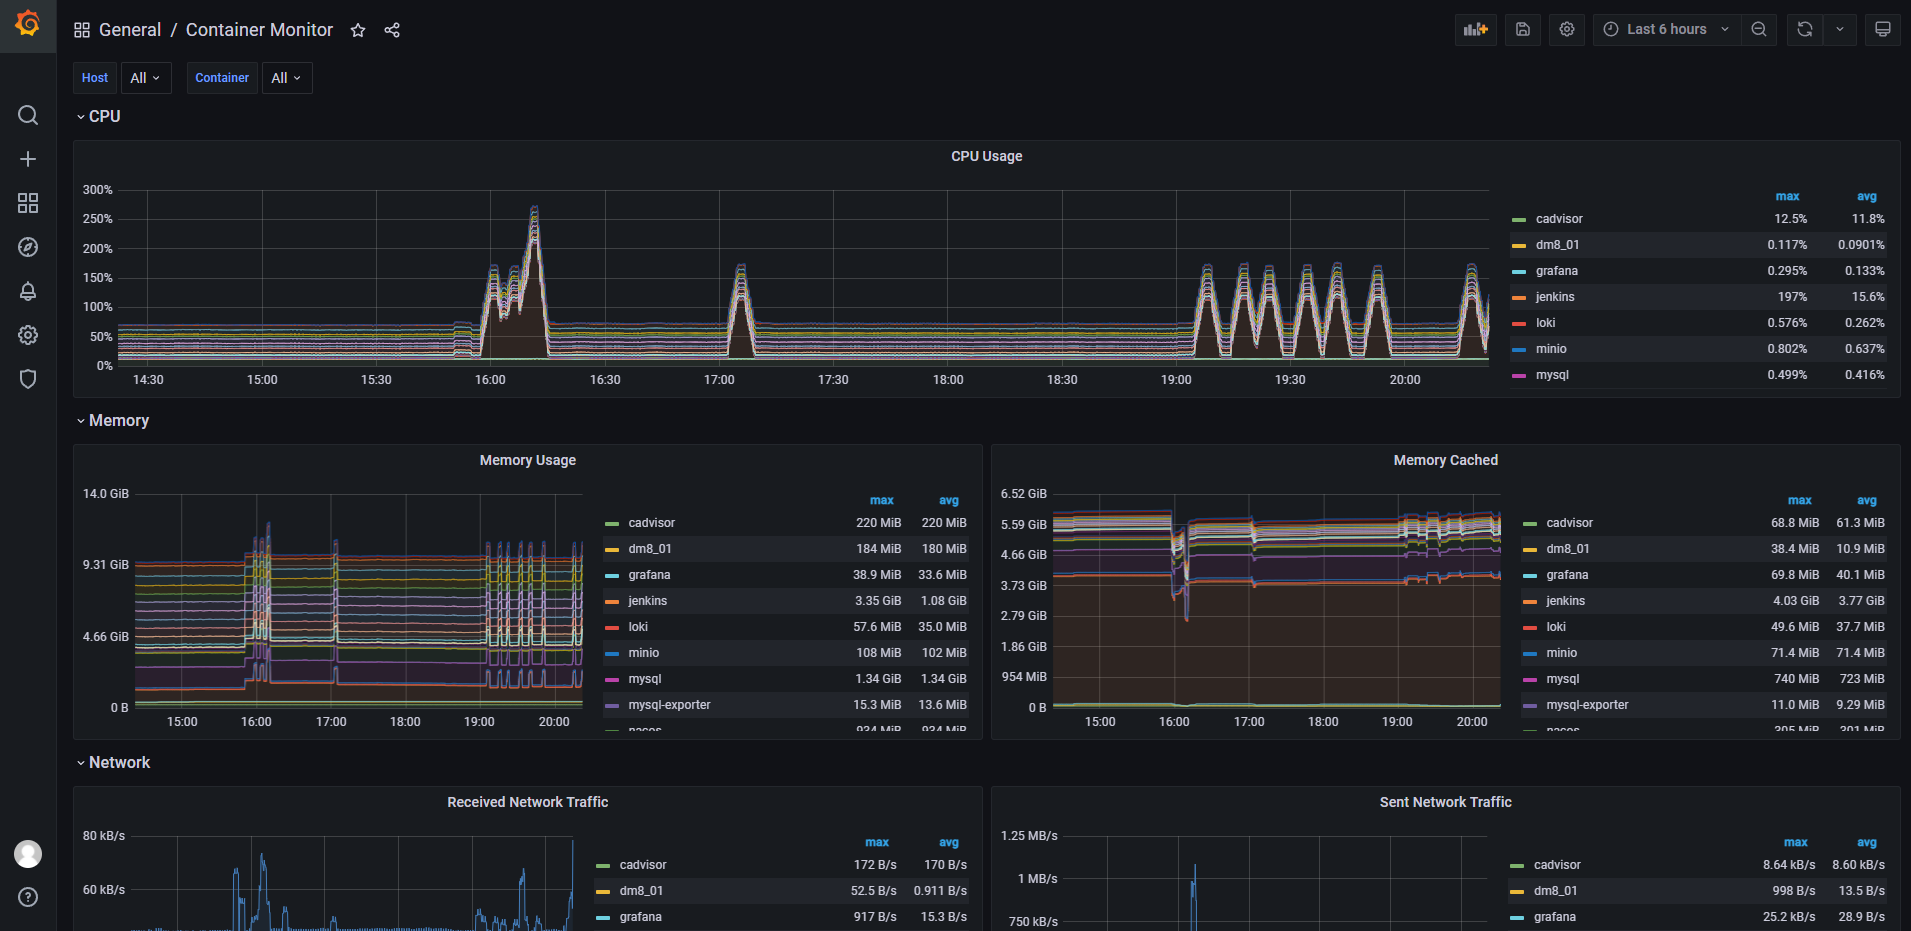 General / Container Monitor
Last 6 hours
Host All Container All
CPU
CPU Usage
300%
250%
200%
150%
100%
50%
0%
14:30 15:00 15:30 16:00 16:30 17:00 17:30 18:00 18:30 19:00 19:30 20:00
max avg
cadvisor 12.5% 11.8%
dm8_01 0.117% 0.0901%
grafana 0.295% 0.133%
jenkins 197% 15.6%
loki 0.576% 0.262%
minio 0.802% 0.637%
mysql 0.499% 0.416%
Memory
Memory Usage
14.0 GiB
9.31 GiB
4.66 GiB
0 B
15:00 16:00 17:00 18:00 19:00 20:00
max avg
cadvisor 220 MiB 220 MiB
dm8_01 184 MiB 180 MiB
grafana 38.9 MiB 33.6 MiB
jenkins 3.35 GiB 1.08 GiB
loki 57.6 MiB 35.0 MiB
minio 108 MiB 102 MiB
mysql 1.34 GiB 1.34 GiB
mysql-exporter 15.3 MiB 13.6 MiB
nacos 934 MiB 934 MiB
Memory Cached
6.52 GiB
5.59 GiB
4.66 GiB
3.73 GiB
2.79 GiB
1.86 GiB
954 MiB
0 B
15:00 16:00 17:00 18:00 19:00 20:00
max avg
cadvisor 68.8 MiB 61.3 MiB
dm8_01 38.4 MiB 10.9 MiB
grafana 69.8 MiB 40.1 MiB
jenkins 4.03 GiB 3.77 GiB
loki 49.6 MiB 37.7 MiB
minio 71.4 MiB 71.4 MiB
mysql 740 MiB 723 MiB
mysql-exporter 11.0 MiB 9.29 MiB
nacos 305 MiB 301 MiB
Network
Received Network Traffic
80 kB/s
60 kB/s
max avg
cadvisor 172 B/s 170 B/s
dm8_01 52.5 B/s 0.911 B/s
grafana 917 B/s 15.3 B/s
Sent Network Traffic
1.25 MB/s
1 MB/s
750 kB/s
max avg
cadvisor 8.64 kB/s 8.60 kB/s
dm8_01 998 B/s 13.5 B/s
grafana 25.2 kB/s 28.9 B/s